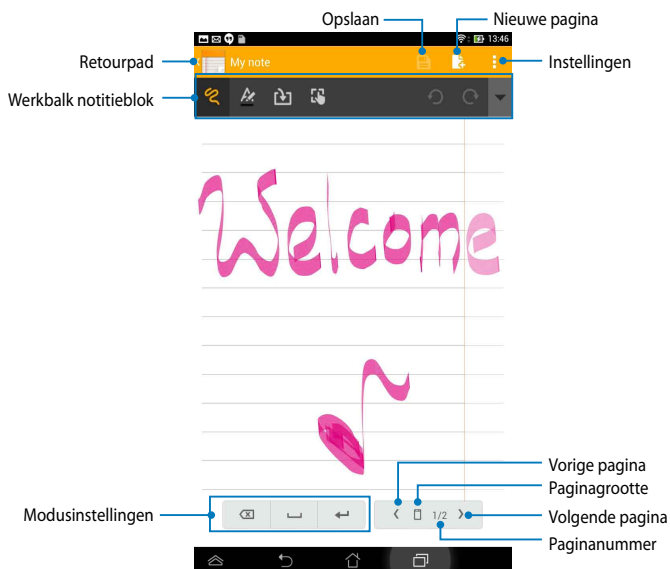 Opslaan
Nieuwe pagina
13:46
Retourpad
My note
Instellingen
Werkbalk notitieblok
Welcome
Vorige pagina
Paginagrootte
Modusinstellingen
1/2
Volgende pagina
Paginanummer